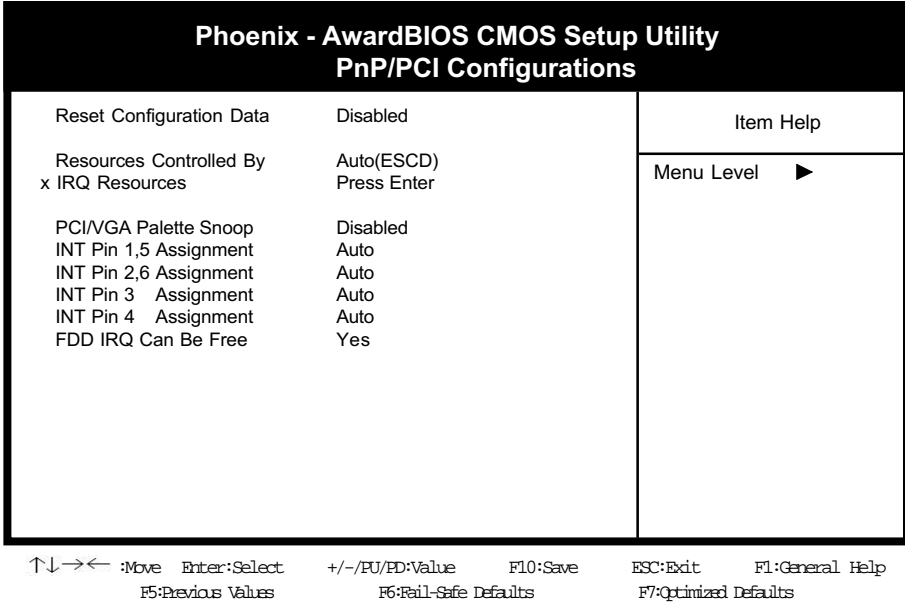 Phoenix - AwardBIOS CMOS Setup Utility
PnP/PCI Configurations
Reset Configuration Data Disabled
Resources Controlled By Auto(ESCD)
x IRQ Resources Press Enter
PCI/VGA Palette Snoop Disabled
INT Pin 1,5 Assignment Auto
INT Pin 2,6 Assignment Auto
INT Pin 3 Assignment Auto
INT Pin 4 Assignment Auto
FDD IRQ Can Be Free Yes
Item Help
Menu Level ▶
↑↓→← :Move Enter:Select +/-/PU/PD:Value F10:Save ESC:Exit F1:General Help
F5:Previous Values F6:Fail-Safe Defaults F7:Optimized Defaults